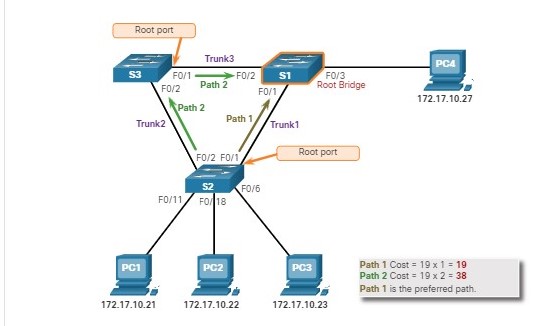 Root port
Trunk3
S3
F0/1
F0/2
S1
F0/3
PC4
Path 2
Root Bridge
F0/2
F0/1
172.17.10.27
Path 2
Path 1
Trunk2
Trunk1
F0/2
F0/1
Root port
S2
F0/11
F0/18
F0/6
PC1
PC2
PC3
172.17.10.21
172.17.10.22
172.17.10.23
Path 1 Cost = 19 x 1 = 19
Path 2 Cost = 19 x 2 = 38
Path 1 is the preferred path.